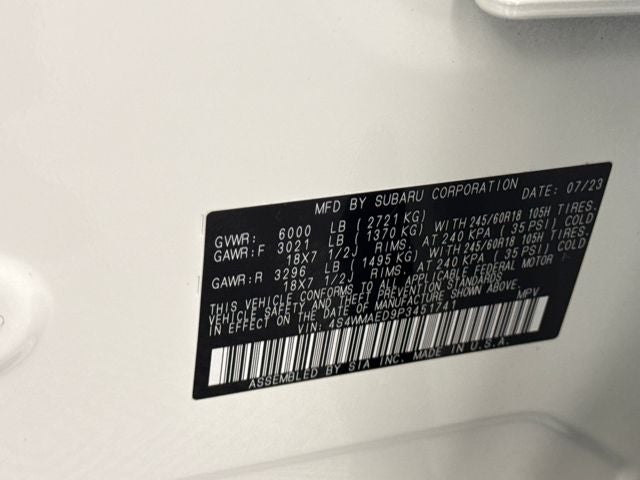 MFD BY SUBARU CORPORATION DATE: 07/23
GVWR: 6000 LB ( 2721 KG)
GAWR:F 3021 LB ( 1370 KG) WITH 245/60R18 105H TIRES.
18X7 1/2J RIMS. AT 240 KPA ( 35 PSI) COLD
GAWR:R 3296 LB ( 1495 KG) WITH 245/60R18 105H TIRES.
18X7 1/2J RIMS. AT 240 KPA ( 35 PSI) COLD
THIS VEHICLE CONFORMS TO ALL APPLICABLE FEDERAL MOTOR
VEHICLE SAFETY AND THEFT PREVENTION STANDARDS
IN EFFECT ON THE DATE OF MANUFACTURE SHOWN ABOVE.
VIN: 4S4WMAED9P3451741 MPV
ASSEMBLED BY SIA INC. MADE IN U.S.A.